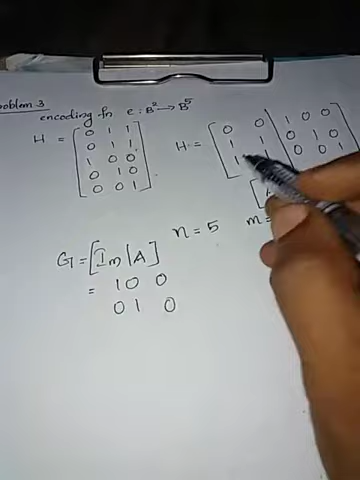 Problem 3
encoding fn e: B² → B⁵
H = [0 1 1
0 1 1
1 0 0
0 1 0
0 0 1]
H = [0 0 | 1 0 0
1 1 | 0 1 0
1 | 0 0 1]
n = 5 m =
G = [Im | A]
= 1 0 0
0 1 0